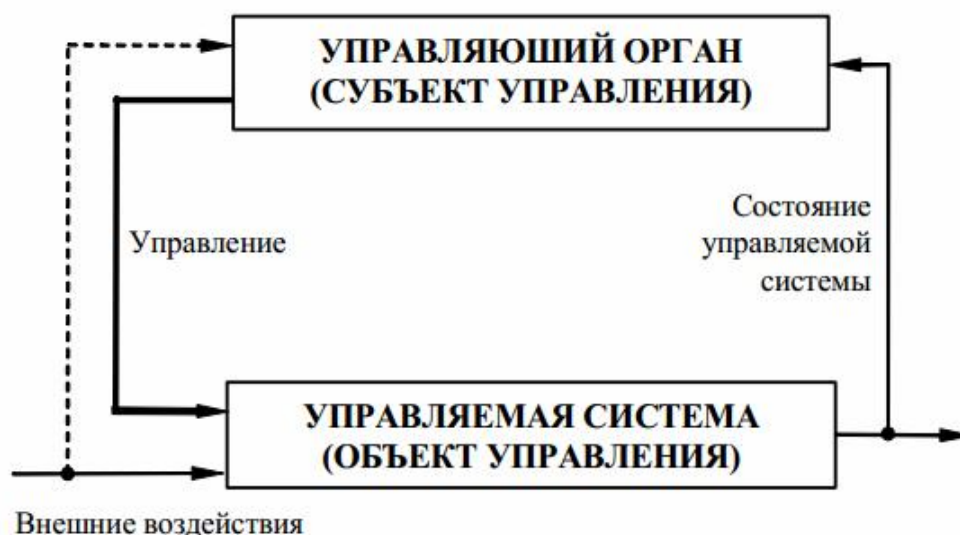 УПРАВЛЯЮШИЙ ОРГАН
(СУБЪЕКТ УПРАВЛЕНИЯ)
Управление
Состояние
управляемой
системы
УПРАВЛЯЕМАЯ СИСТЕМА
(ОБЪЕКТ УПРАВЛЕНИЯ)
Внешние воздействия